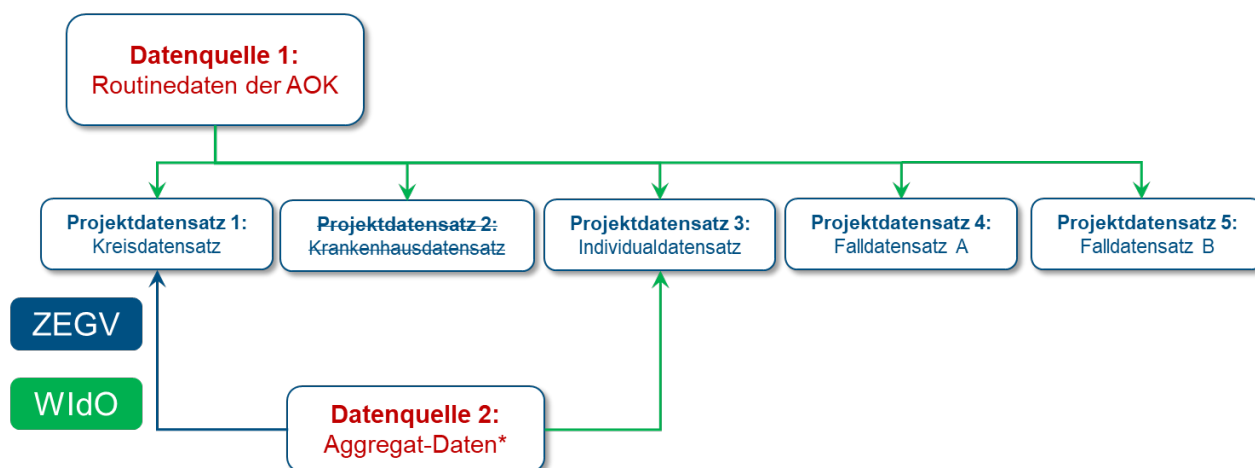 Datenquelle 1:
Routinedaten der AOK
Projektdatensatz 1:
Kreisdatensatz
Projektdatensatz 2:
Krankenhausdatensatz
Projektdatensatz 3:
Individualdatensatz
Projektdatensatz 4:
Falldatensatz A
Projektdatensatz 5:
Falldatensatz B
ZEGV
WIdO
Datenquelle 2:
Aggregat-Daten*